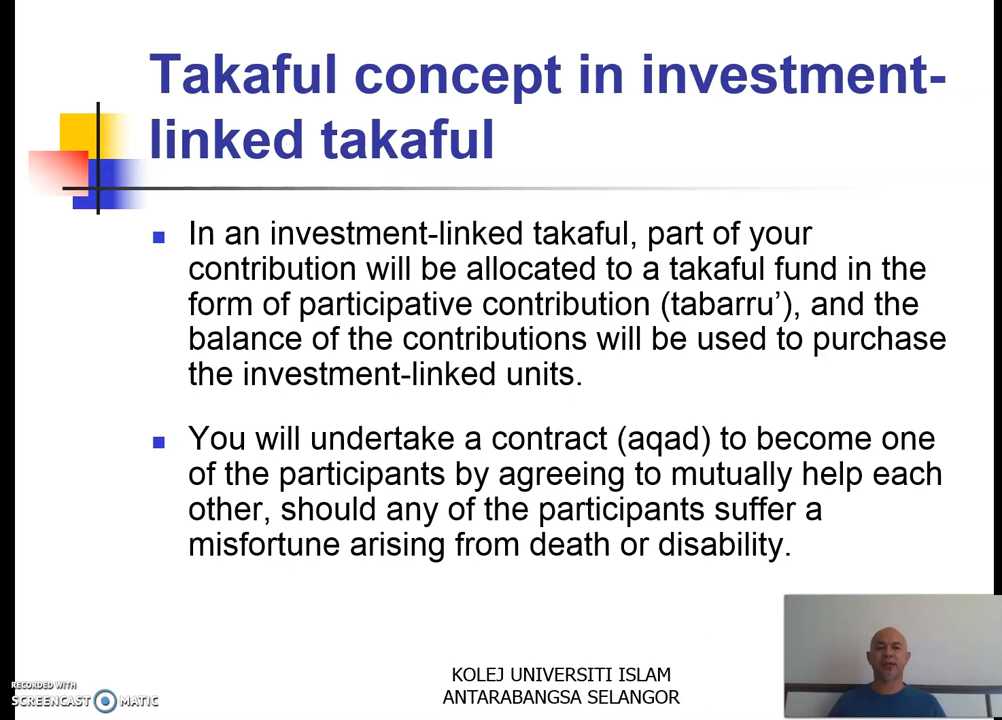 Takaful concept in investment-
linked takaful
In an investment-linked takaful, part of your
contribution will be allocated to a takaful fund in the
form of participative contribution (tabarru’), and the
balance of the contributions will be used to purchase
the investment-linked units.
You will undertake a contract (aqad) to become one
of the participants by agreeing to mutually help each
other, should any of the participants suffer a
misfortune arising from death or disability.
KOLEJ UNIVERSITI ISLAM
ANTARABANGSA SELANGOR
RECORDED WITH
SCREENCAST MATIC